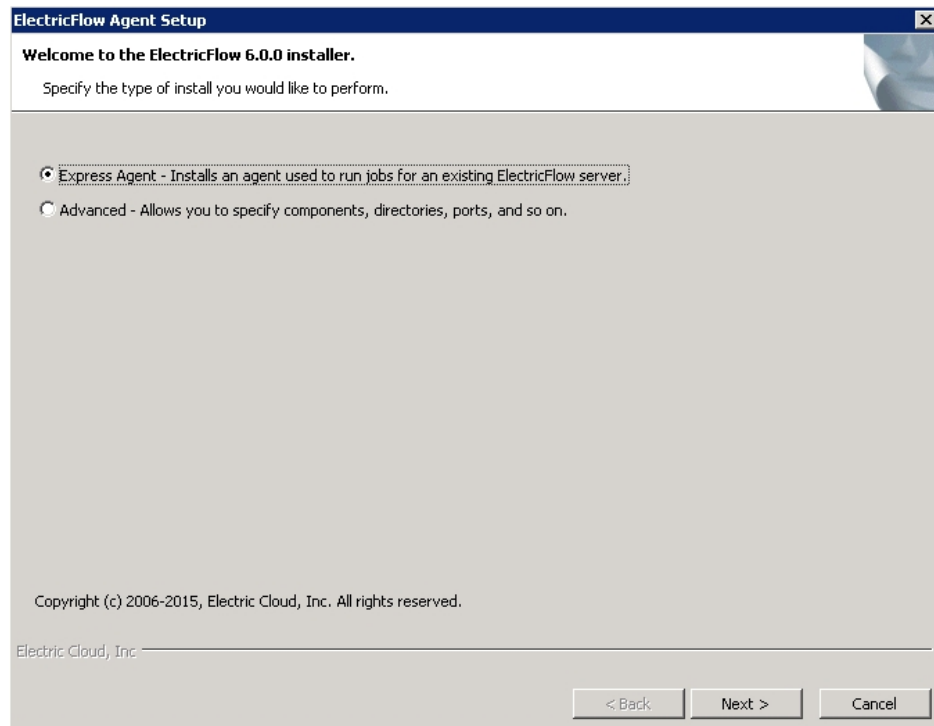 ElectricFlow Agent Setup
Welcome to the ElectricFlow 6.0.0 installer.
Specify the type of install you would like to perform.
Express Agent - Installs an agent used to run jobs for an existing ElectricFlow server.
Advanced - Allows you to specify components, directories, ports, and so on.
Copyright (c) 2006-2015, Electric Cloud, Inc. All rights reserved.
Electric Cloud, Inc
< Back Next > Cancel